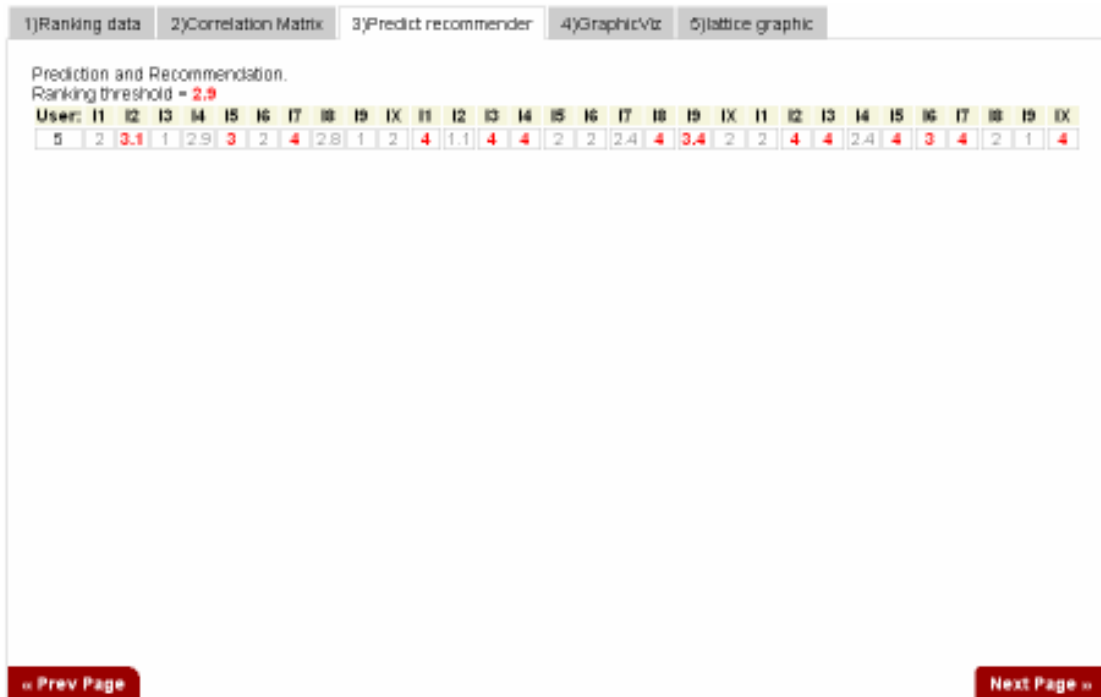 1)Ranking data 2)Correlation Matrix 3)Predict recommender 4)GraphicViz 5)lattice graphic
Prediction and Recommendation.
Ranking threshold = 2.9
User: I1 I2 I3 I4 I5 I6 I7 I8 I9 IX I1 I2 I3 I4 I5 I6 I7 I8 I9 IX I1 I2 I3 I4 I5 I6 I7 I8 I9 IX
5 2 3.1 1 2.9 3 2 4 2.8 1 2 4 1.1 4 4 2 2 2.4 4 3.4 2 2 4 4 2.4 4 3 4 2 1 4
« Prev Page Next Page »